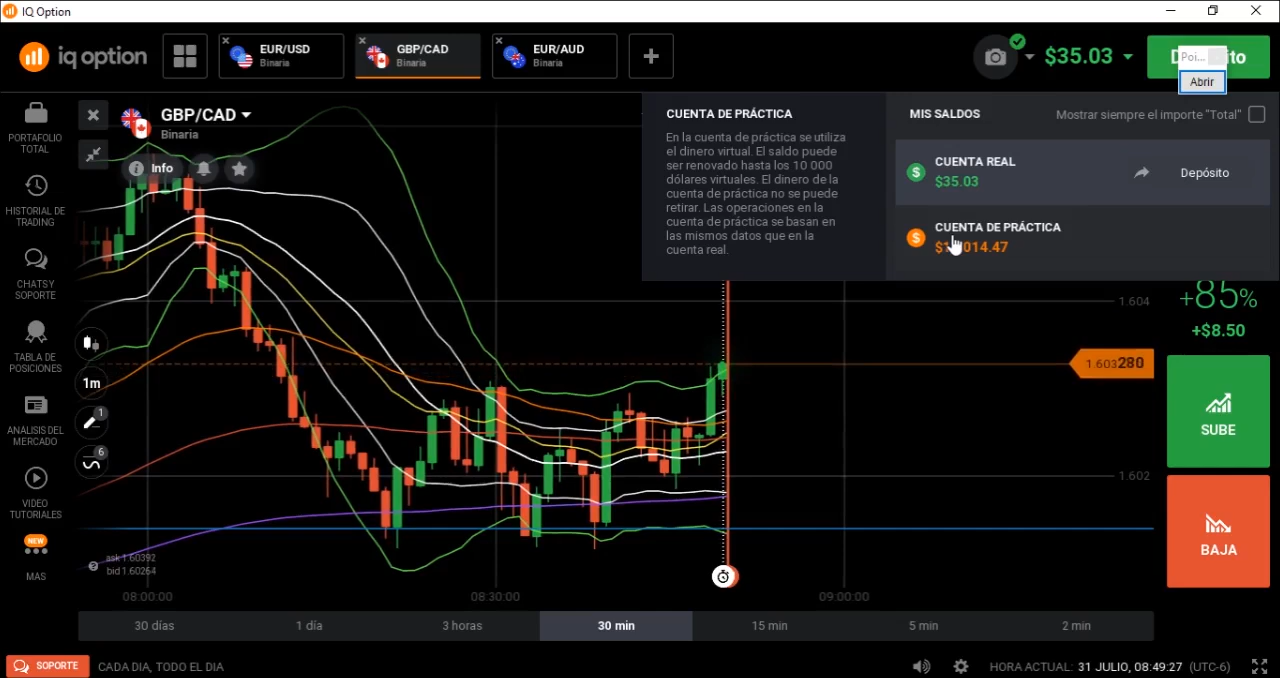 IQ Option
iq option
EUR/USD
Binaria
GBP/CAD
Binaria
EUR/AUD
Binaria
$35.03
Poi...
Abrir
PORTAFOLIO
TOTAL
HISTORIAL DE
TRADING
CHATS Y
SOPORTE
TABLA DE
POSICIONES
ANALISIS DEL
MERCADO
VIDEO
TUTORIALES
NEW
MAS
GBP/CAD
Binaria
Info
1m
1
6
CUENTA DE PRÁCTICA
En la cuenta de práctica se utiliza
el dinero virtual. El saldo puede
ser renovado hasta los 10 000
dólares virtuales. El dinero de la
cuenta de práctica no se puede
retirar. Las operaciones en la
cuenta de práctica se basan en
las mismos datos que en la
cuenta real.
MIS SALDOS
Mostrar siempre el importe "Total"
CUENTA REAL
$35.03
Depósito
CUENTA DE PRÁCTICA
014.47
+85%
+$8.50
1.604
1.603280
1.602
SUBE
BAJA
ask 1.60392
bid 1.60264
08:00:00
08:30:00
09:00:00
30 días
1 día
3 horas
30 min
15 min
5 min
2 min
SOPORTE
CADA DIA, TODO EL DIA
HORA ACTUAL: 31 JULIO, 08:49:27 (UTC-6)